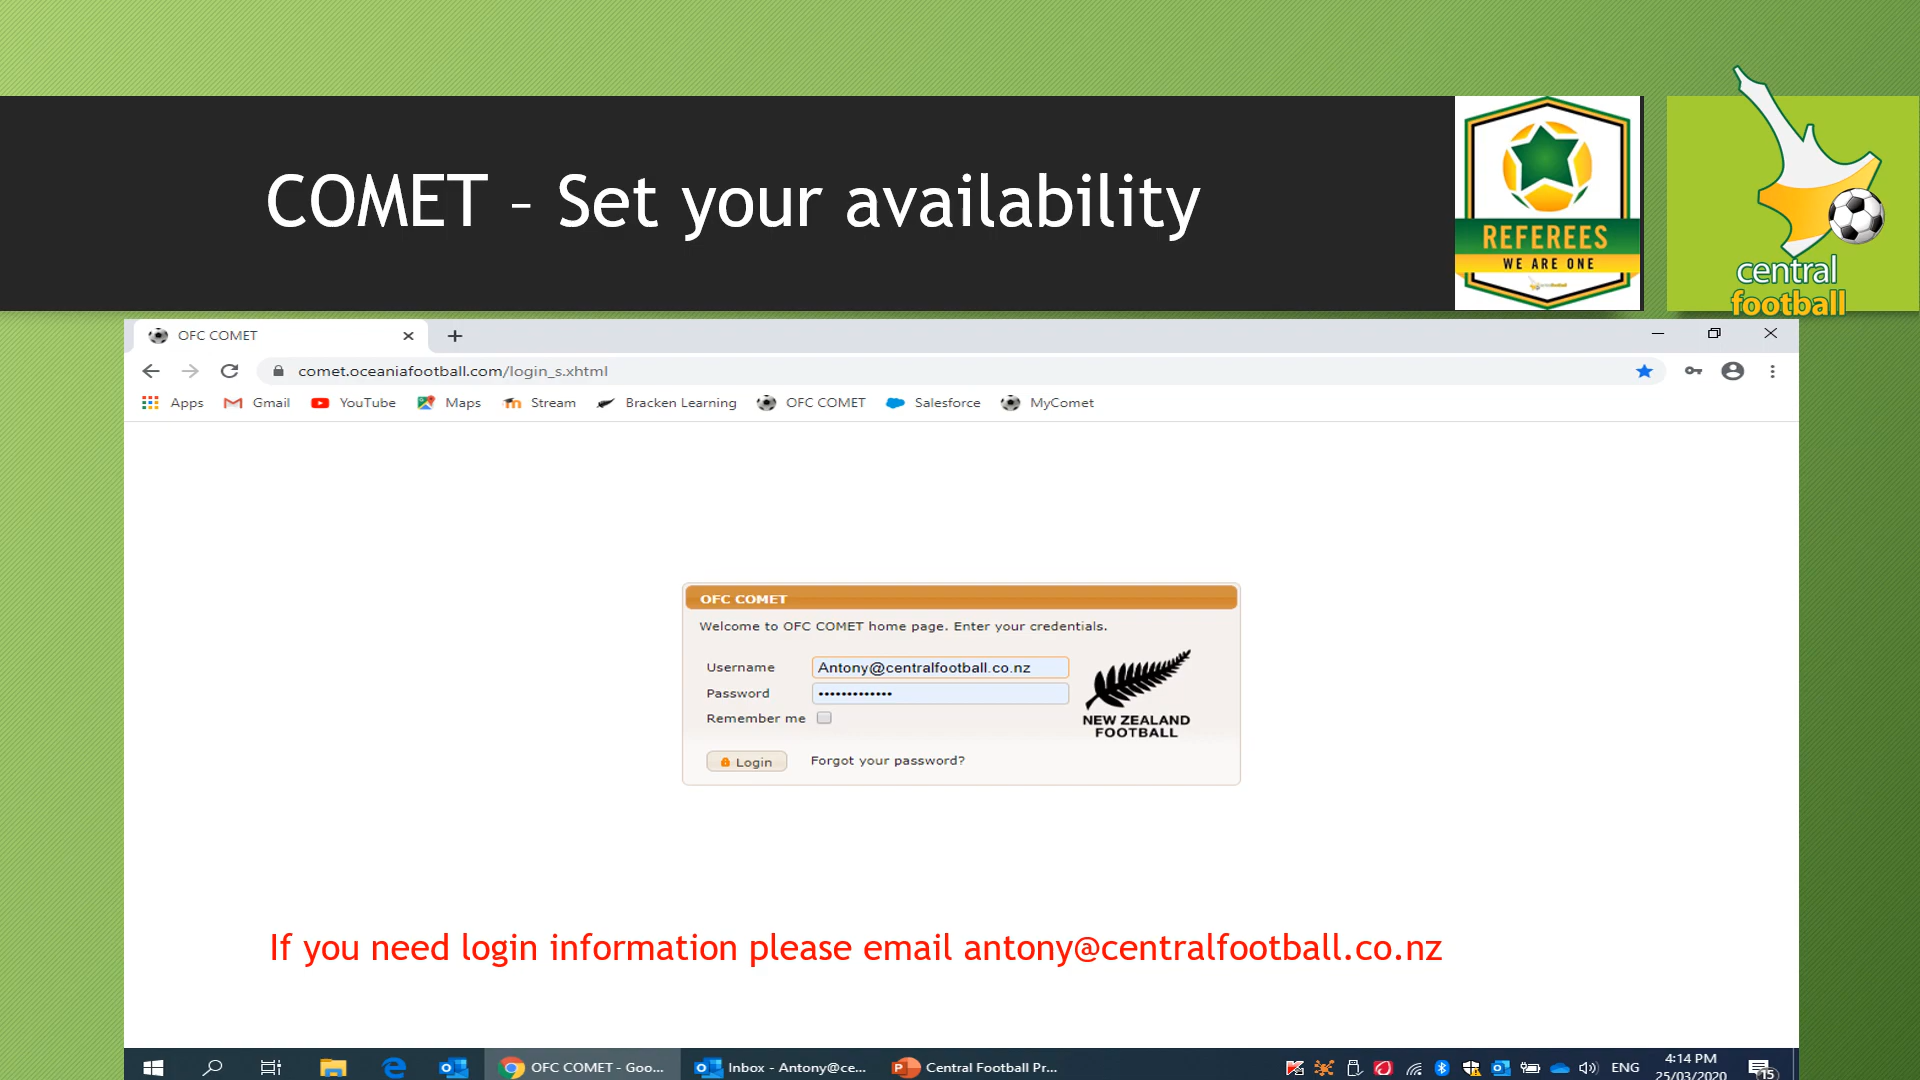 COMET – Set your availability
REFEREES
WE ARE ONE
central
football
OFC COMET
comet.oceaniafootball.com/login_s.xhtml
Apps Gmail YouTube Maps Stream Bracken Learning OFC COMET Salesforce MyComet
OFC COMET
Welcome to OFC COMET home page. Enter your credentials.
Username Antony@centralfootball.co.nz
Password •••••••••••••
Remember me
NEW ZEALAND
FOOTBALL
Login Forgot your password?
If you need login information please email antony@centralfootball.co.nz
OFC COMET - Goo... Inbox - Antony@ce... Central Football Pr... ENG 4:14 PM
25/03/2020 15